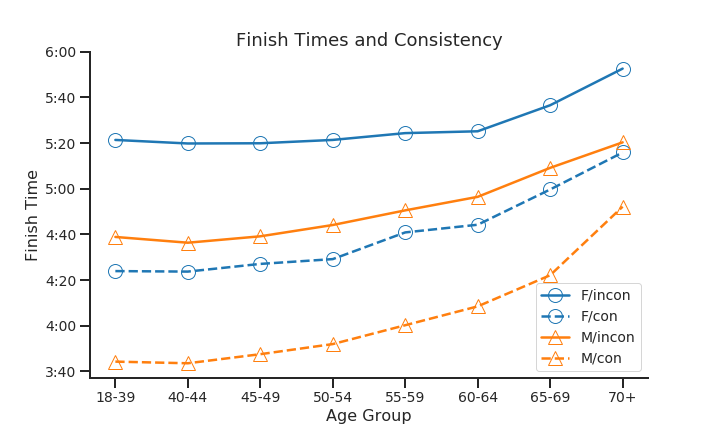 Finish Times and Consistency
Finish Time
6:00
5:40
5:20
5:00
4:40
4:20
4:00
3:40
F/incon
F/con
M/incon
M/con
18-39 40-44 45-49 50-54 55-59 60-64 65-69 70+
Age Group